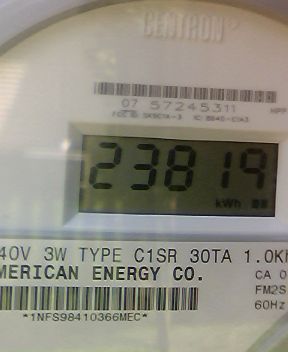 CENTRON
07 57245311
23819
kWh
40V 3W TYPE C1SR 30TA 1.0K
MERICAN ENERGY CO.
CA 0
FM2S
60Hz
*1NFS98410366MEC*